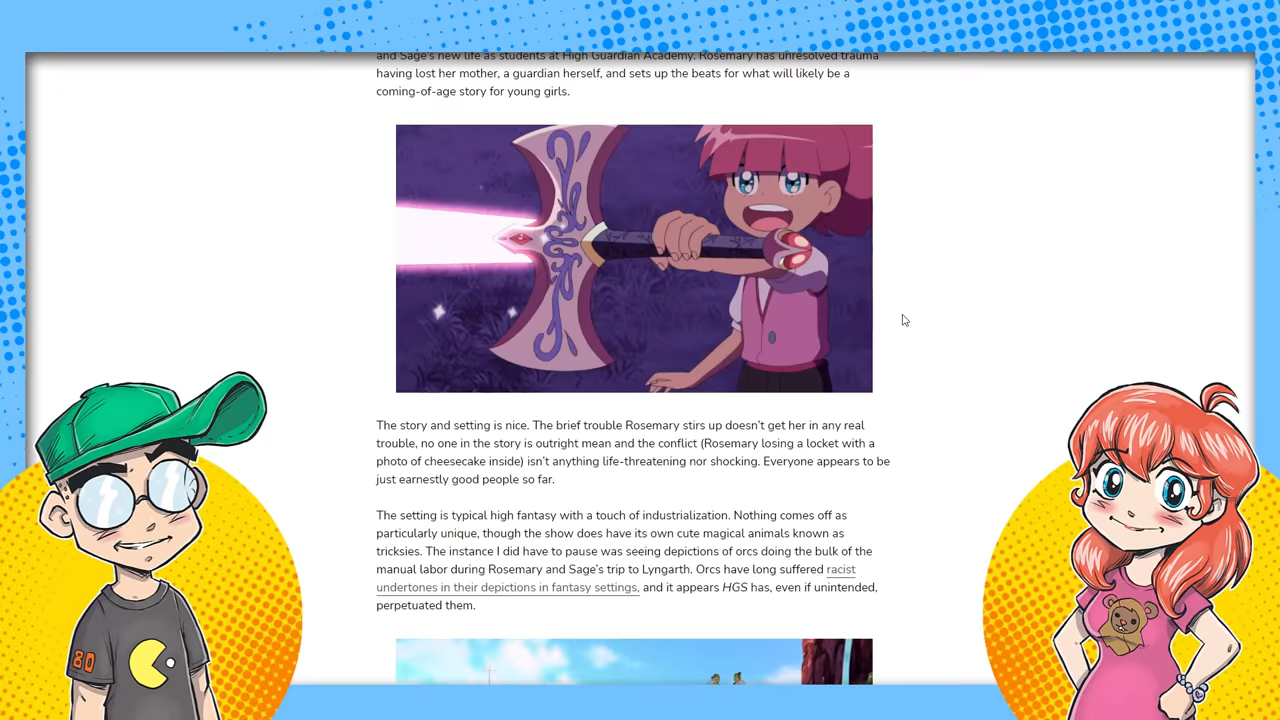 and Sage's new life as students at High Guardian Academy. Rosemary has unresolved trauma
having lost her mother, a guardian herself, and sets up the beats for what will likely be a
coming-of-age story for young girls.
The story and setting is nice. The brief trouble Rosemary stirs up doesn't get her in any real
trouble, no one in the story is outright mean and the conflict (Rosemary losing a locket with a
photo of cheesecake inside) isn't anything life-threatening nor shocking. Everyone appears to be
just earnestly good people so far.
The setting is typical high fantasy with a touch of industrialization. Nothing comes off as
particularly unique, though the show does have its own cute magical animals known as
tricksies. The instance I did have to pause was seeing depictions of orcs doing the bulk of the
manual labor during Rosemary and Sage's trip to Lyngarth. Orcs have long suffered racist
undertones in their depictions in fantasy settings, and it appears HGS has, even if unintended,
perpetuated them.
80